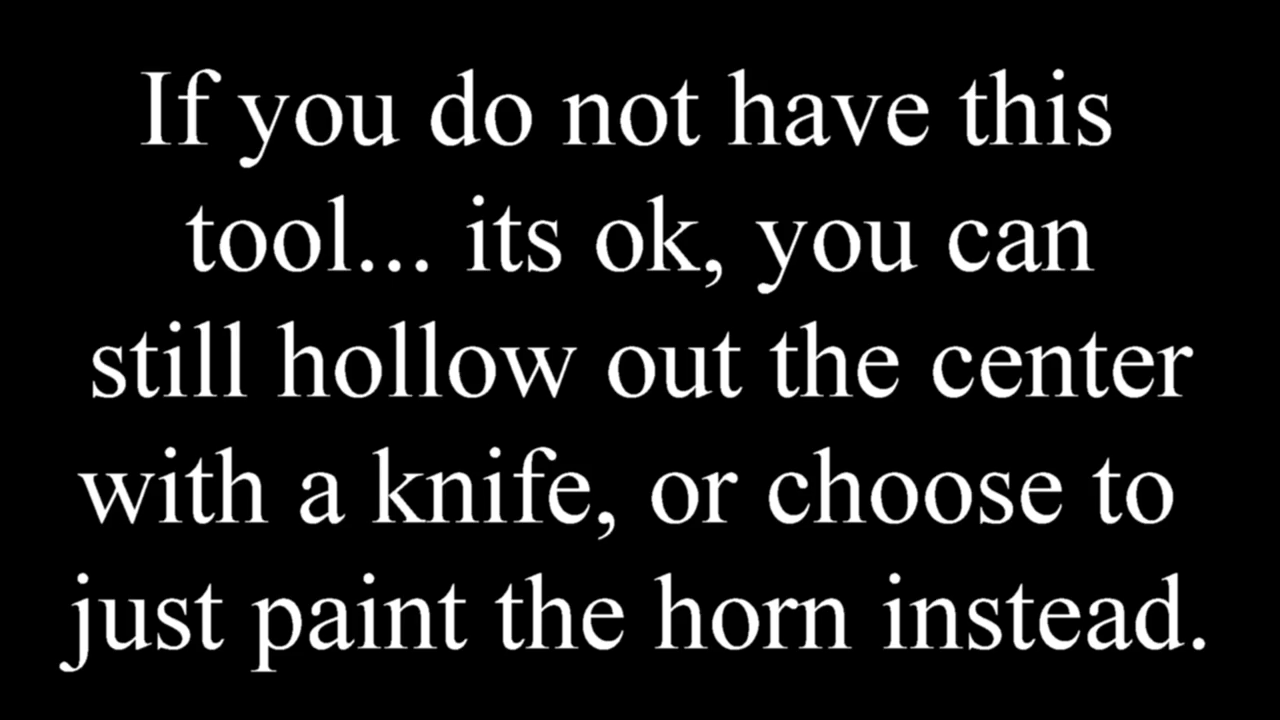 If you do not have this
tool... its ok, you can
still hollow out the center
with a knife, or choose to
just paint the horn instead.